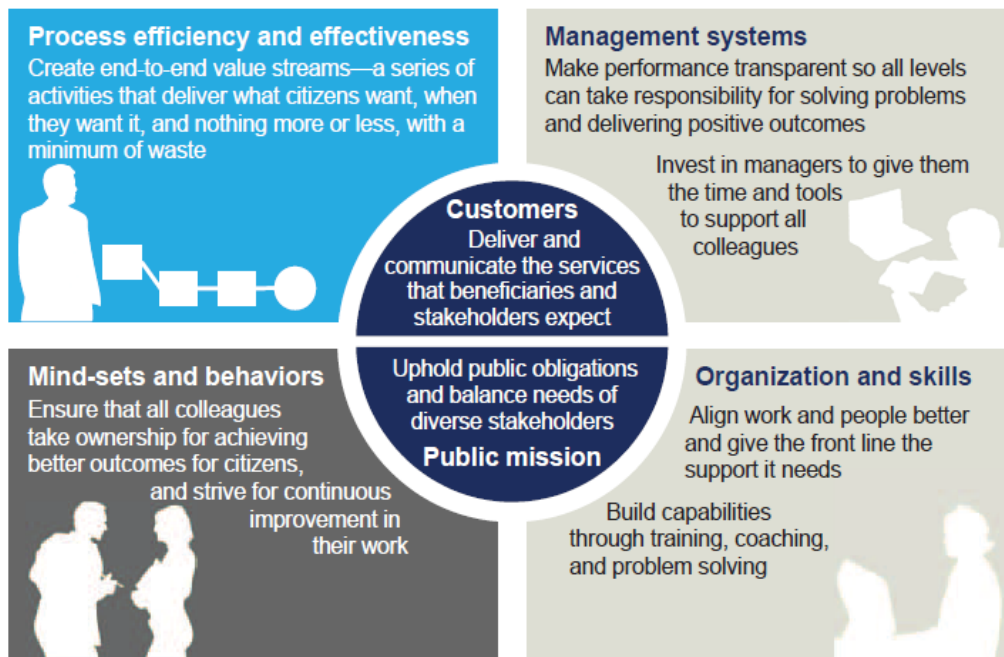 Process efficiency and effectiveness
Create end-to-end value streams—a series of
activities that deliver what citizens want, when
they want it, and nothing more or less, with a
minimum of waste
Management systems
Make performance transparent so all levels
can take responsibility for solving problems
and delivering positive outcomes
Invest in managers to give them
the time and tools
to support all
colleagues
Customers
Deliver and
communicate the services
that beneficiaries and
stakeholders expect
Uphold public obligations
and balance needs of
diverse stakeholders
Public mission
Mind-sets and behaviors
Ensure that all colleagues
take ownership for achieving
better outcomes for citizens,
and strive for continuous
improvement in
their work
Organization and skills
Align work and people better
and give the front line the
support it needs
Build capabilities
through training, coaching,
and problem solving